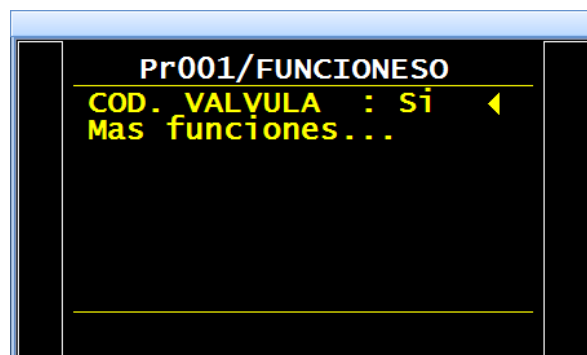 Pr001/FUNCIONESO
COD. VALVULA : Si
Mas funciones...